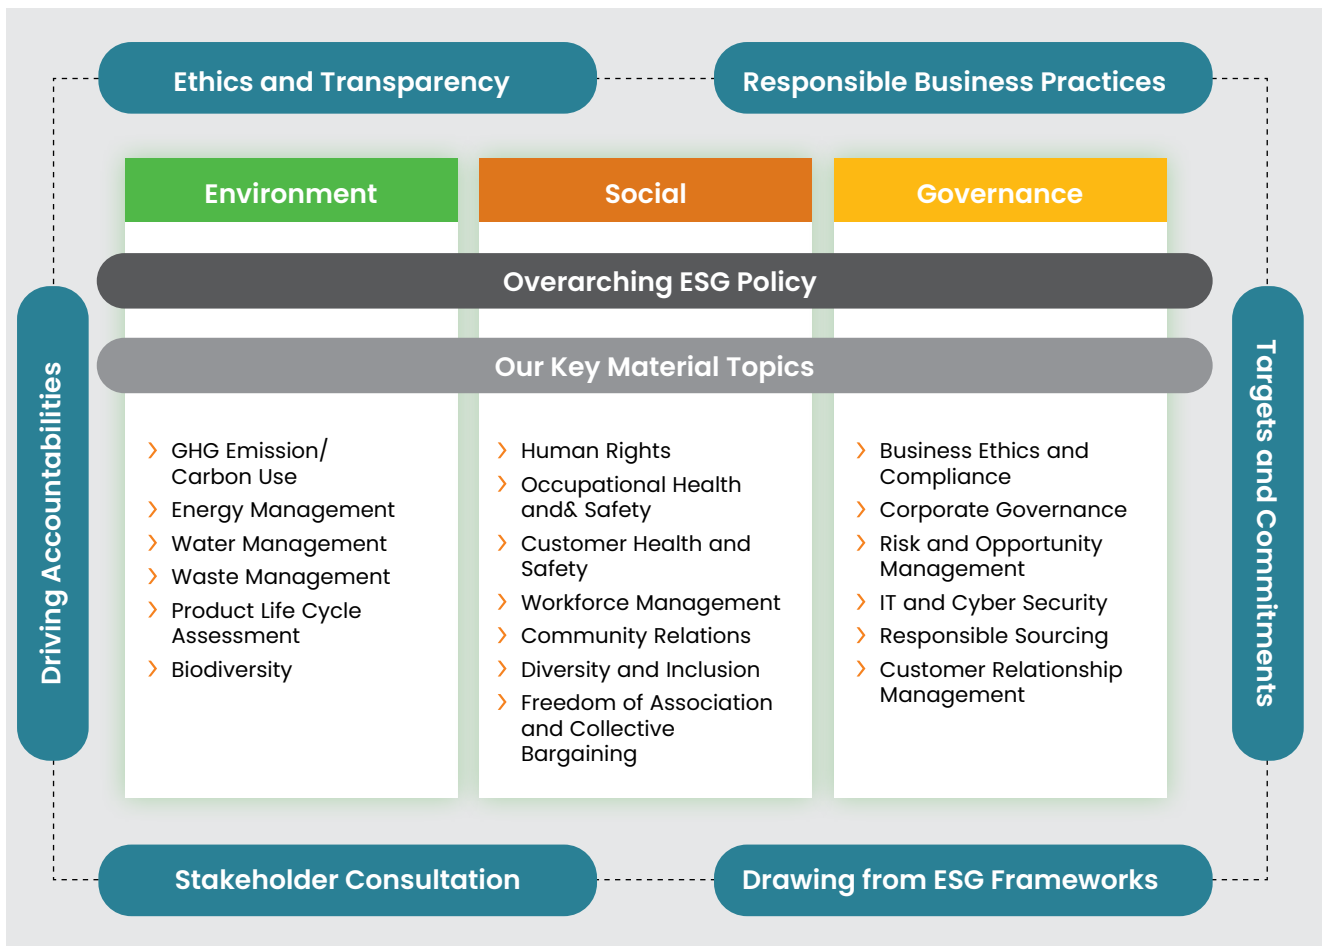 Ethics and Transparency
Responsible Business Practices
Environment
Social
Governance
Overarching ESG Policy
Our Key Material Topics
Driving Accountabilities
GHG Emission/
Carbon Use
Energy Management
Water Management
Waste Management
Product Life Cycle
Assessment
Biodiversity
Human Rights
Occupational Health
and& Safety
Customer Health and
Safety
Workforce Management
Community Relations
Diversity and Inclusion
Freedom of Association
and Collective
Bargaining
Business Ethics and
Compliance
Corporate Governance
Risk and Opportunity
Management
IT and Cyber Security
Responsible Sourcing
Customer Relationship
Management
Targets and Commitments
Stakeholder Consultation
Drawing from ESG Frameworks